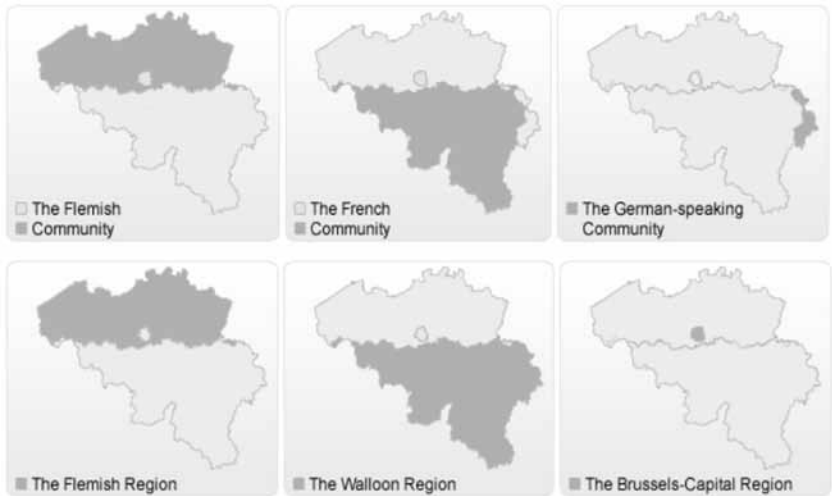 The Flemish
Community
The French
Community
The German-speaking
Community
The Flemish Region
The Walloon Region
The Brussels-Capital Region